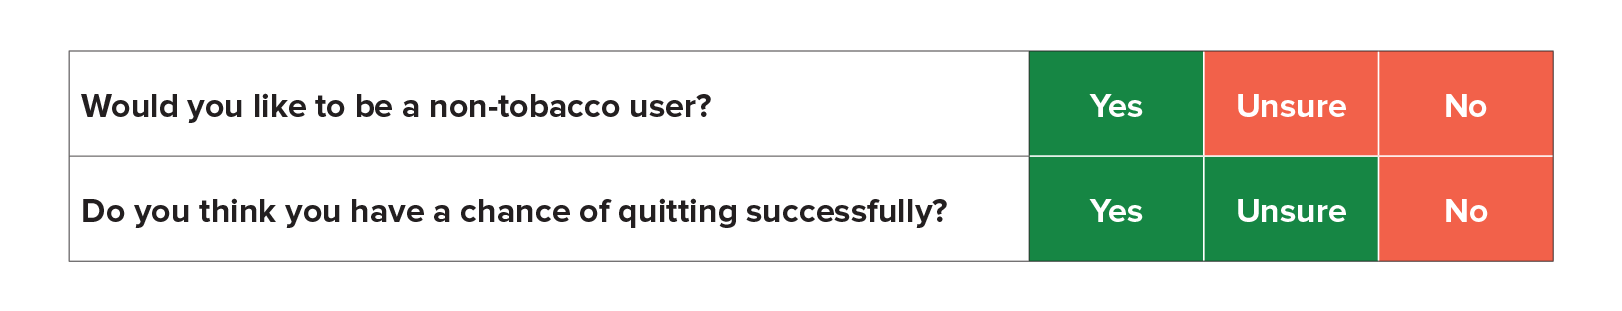 Would you like to be a non-tobacco user? Yes Unsure No
Do you think you have a chance of quitting successfully? Yes Unsure No